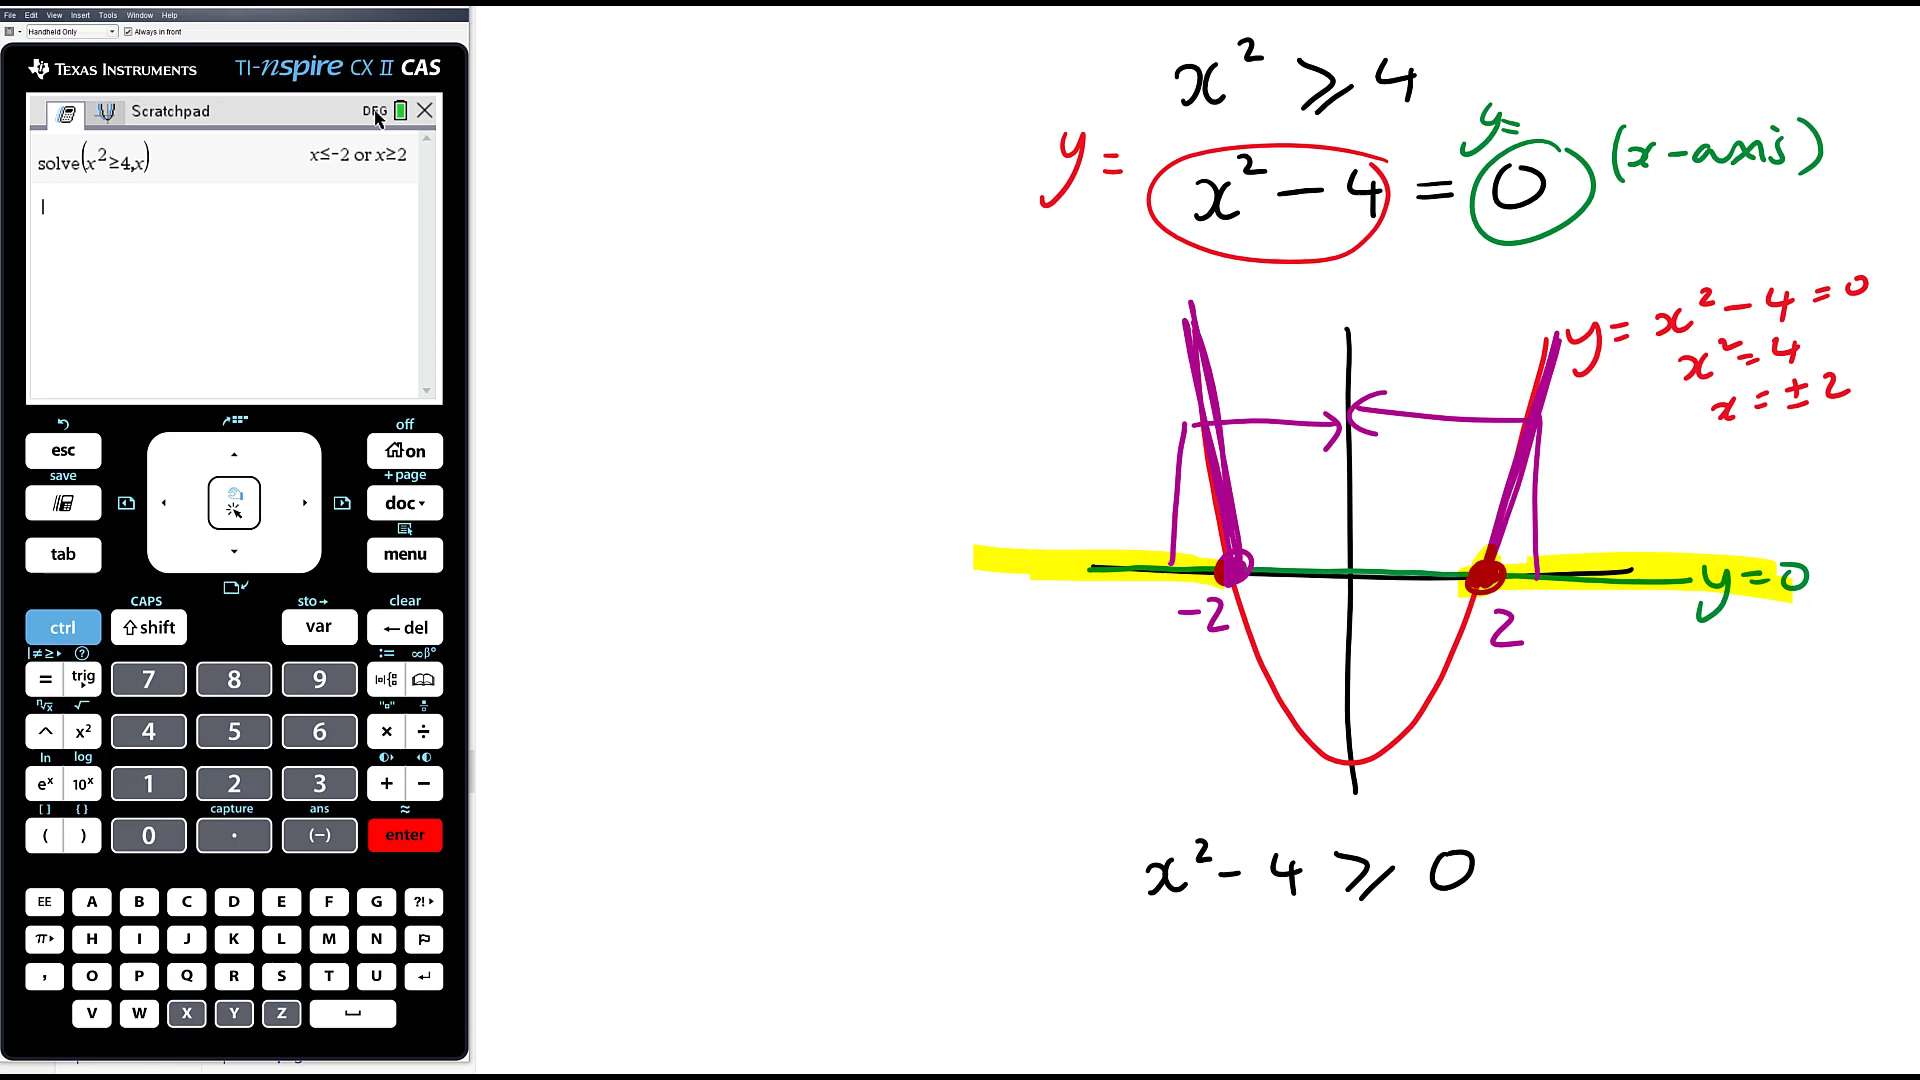 File Edit View Insert Tools Window Help
Handheld Only Always in front
TEXAS INSTRUMENTS TI-nspire CX II CAS
Scratchpad DEG
solve(x²≥4,x) x≤-2 or x≥2
off
esc on
save +page
doc
tab menu
CAPS sto→ clear
ctrl shift var ←del
|≠≥▸ ? := ∞β°
= trig 7 8 9
ⁿ√x √
^ x² 4 5 6 × ÷
ln log
eˣ 10ˣ 1 2 3 + −
[ ] { } capture ans ≈
( ) 0 . (−) enter
EE A B C D E F G ?!▸
π▸ H I J K L M N
, O P Q R S T U ↵
V W X Y Z
x² ⩾ 4
y = x² − 4 = 0 y= (x-axis)
y = x² − 4 = 0
x² = 4
x = ± 2
y = 0
-2 2
x² - 4 ⩾ 0